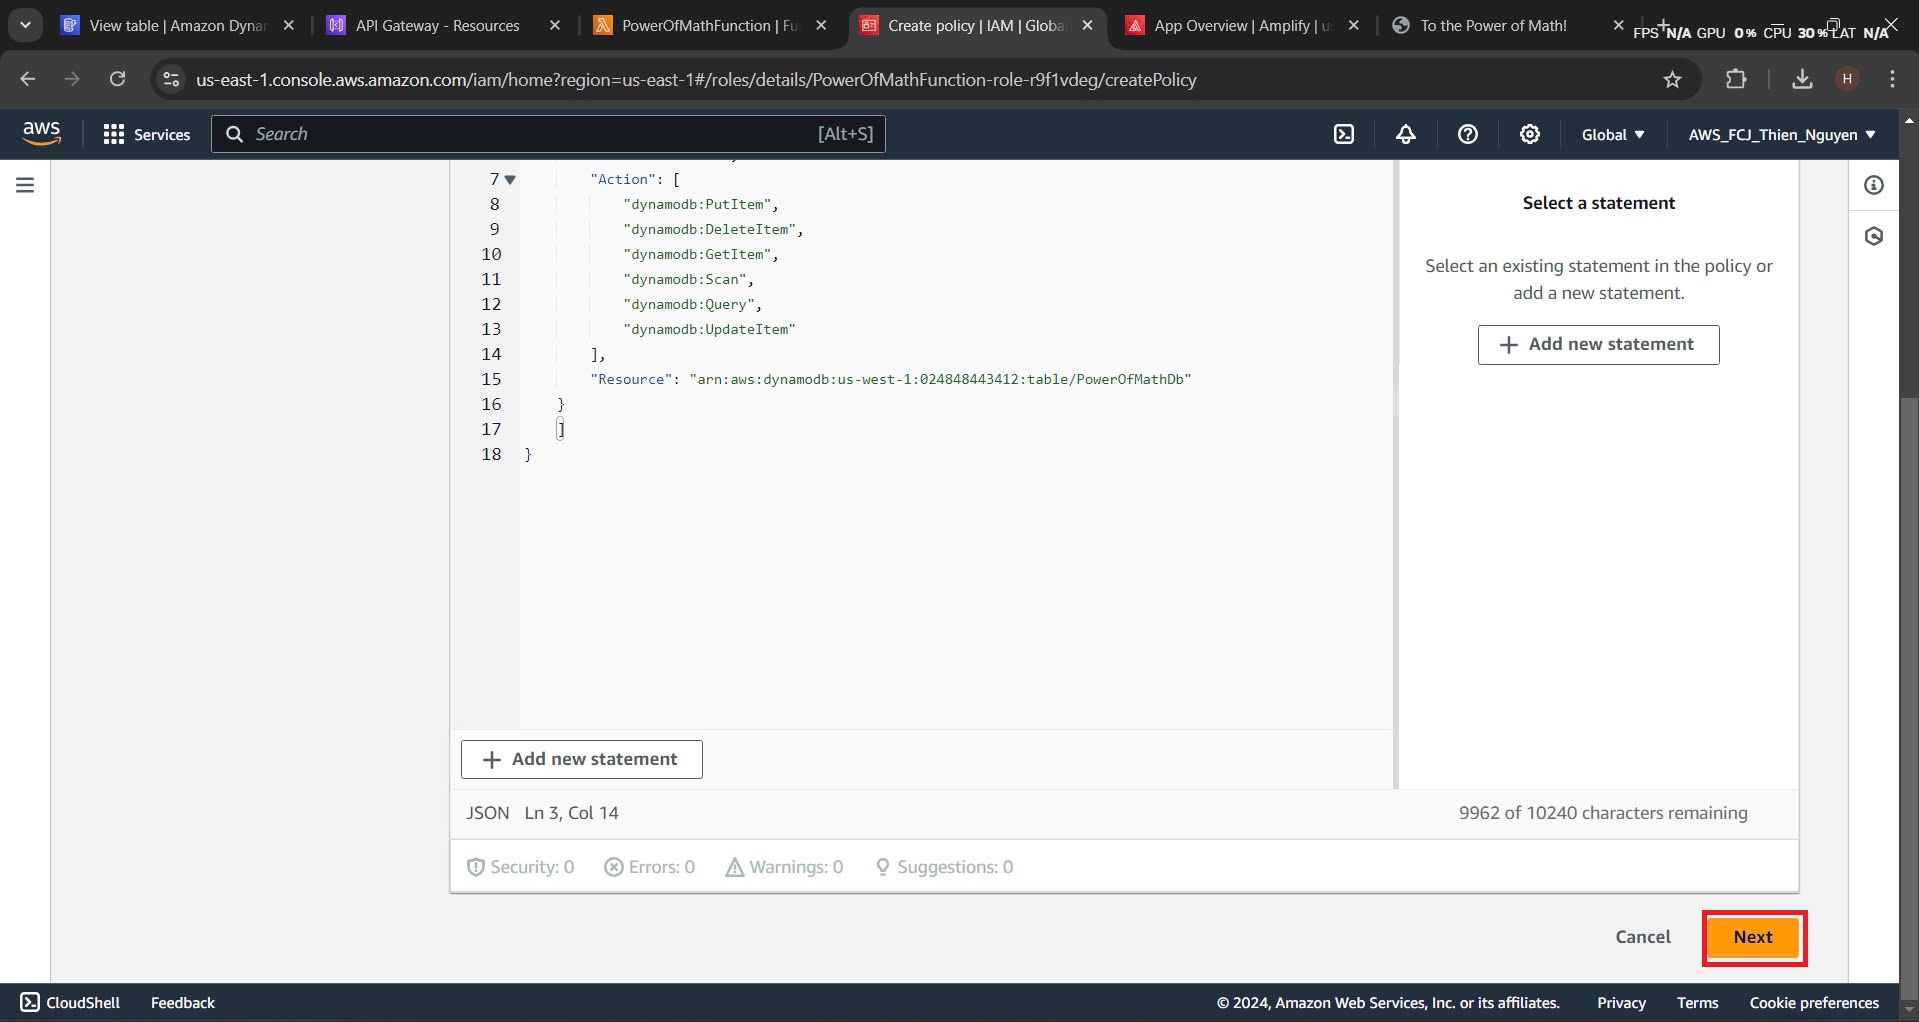 View table | Amazon Dynam
API Gateway - Resources
PowerOfMathFunction | Fu
Create policy | IAM | Globa
App Overview | Amplify | u
To the Power of Math!
FPS N/A GPU 0% CPU 30% LAT N/A
us-east-1.console.aws.amazon.com/iam/home?region=us-east-1#/roles/details/PowerOfMathFunction-role-r9f1vdeg/createPolicy
H
aws
Services
Search
[Alt+S]
Global
AWS_FCJ_Thien_Nguyen
7 "Action": [
8 "dynamodb:PutItem",
9 "dynamodb:DeleteItem",
10 "dynamodb:GetItem",
11 "dynamodb:Scan",
12 "dynamodb:Query",
13 "dynamodb:UpdateItem"
14 ],
15 "Resource": "arn:aws:dynamodb:us-west-1:024848443412:table/PowerOfMathDb"
16 }
17 ]
18 }
Select a statement
Select an existing statement in the policy or
add a new statement.
+ Add new statement
+ Add new statement
JSON Ln 3, Col 14
9962 of 10240 characters remaining
Security: 0
Errors: 0
Warnings: 0
Suggestions: 0
Cancel
Next
CloudShell
Feedback
© 2024, Amazon Web Services, Inc. or its affiliates.
Privacy
Terms
Cookie preferences